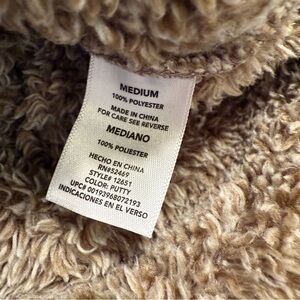 MEDIUM
100% POLYESTER
MADE IN CHINA
FOR CARE SEE REVERSE
MEDIANO
100% POLIESTER
HECHO EN CHINA
RN#52469
STYLE# 12651
COLOR: PUTTY
UPC# 00193968072193
INDICACIONES EN EL VERSO